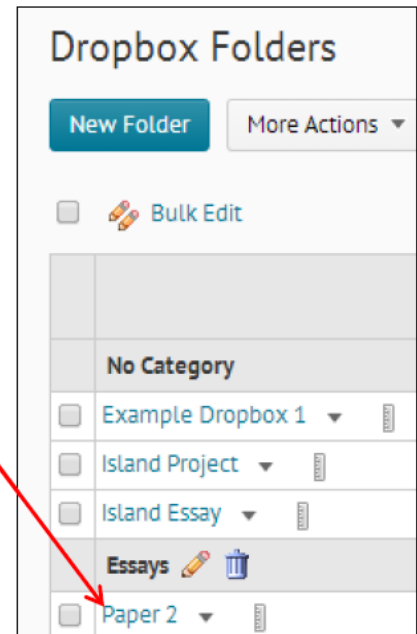 Dropbox Folders
New Folder More Actions
Bulk Edit
No Category
Example Dropbox 1
Island Project
Island Essay
Essays
Paper 2